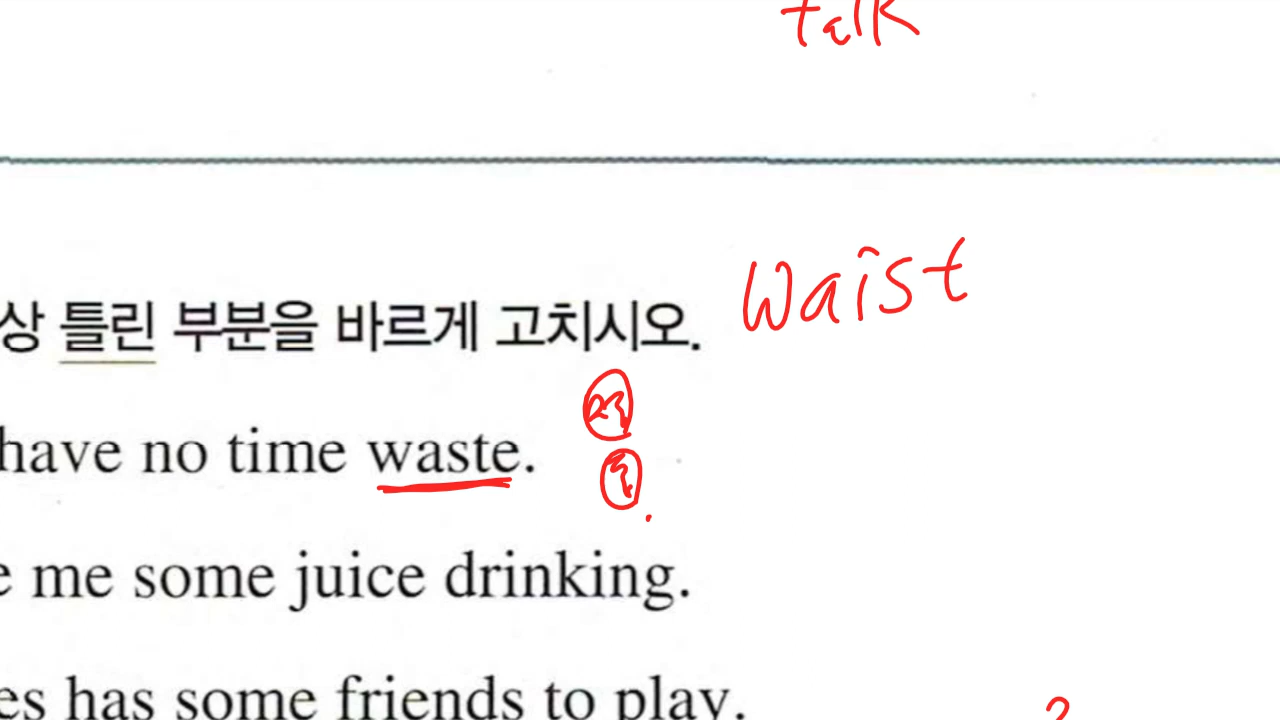 talk
상 틀린 부분을 바르게 고치시오. Waist
have no time waste.
e me some juice drinking.
es has some friends to play.